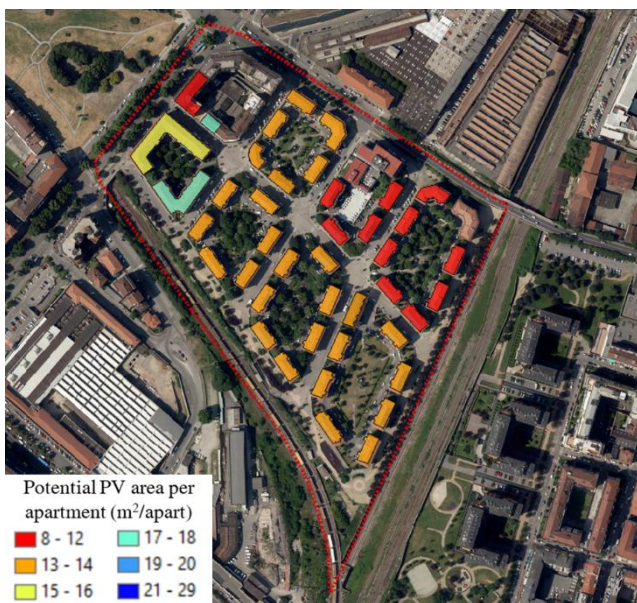 Potential PV area per
apartment (m²/apart)
8 - 12
17 - 18
13 - 14
19 - 20
15 - 16
21 - 29